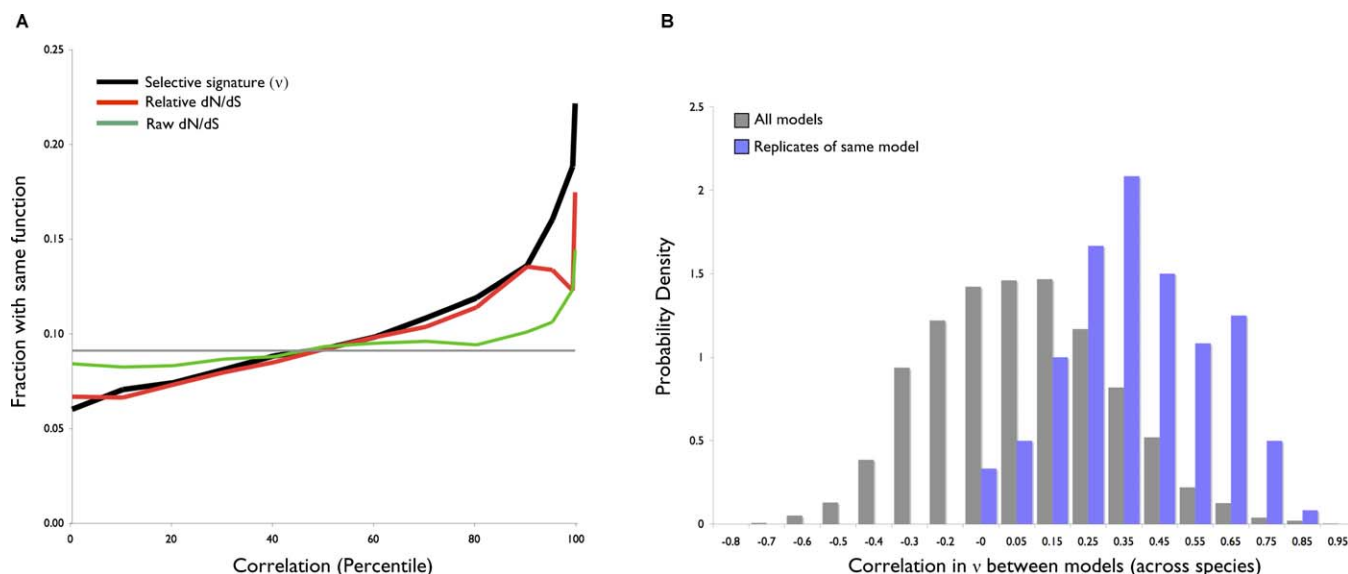 A
0.25
0.20
0.15
0.10
0.05
0.00
Fraction with same function
Selective signature (ν)
Relative dN/dS
Raw dN/dS
0 20 40 60 80 100
Correlation (Percentile)
B
2.5
2
1.5
1
0.5
0
Probability Density
All models
Replicates of same model
-0.8 -0.7 -0.6 -0.5 -0.4 -0.3 -0.2 -0 0.05 0.15 0.25 0.35 0.45 0.55 0.65 0.75 0.85 0.95
Correlation in ν between models (across species)